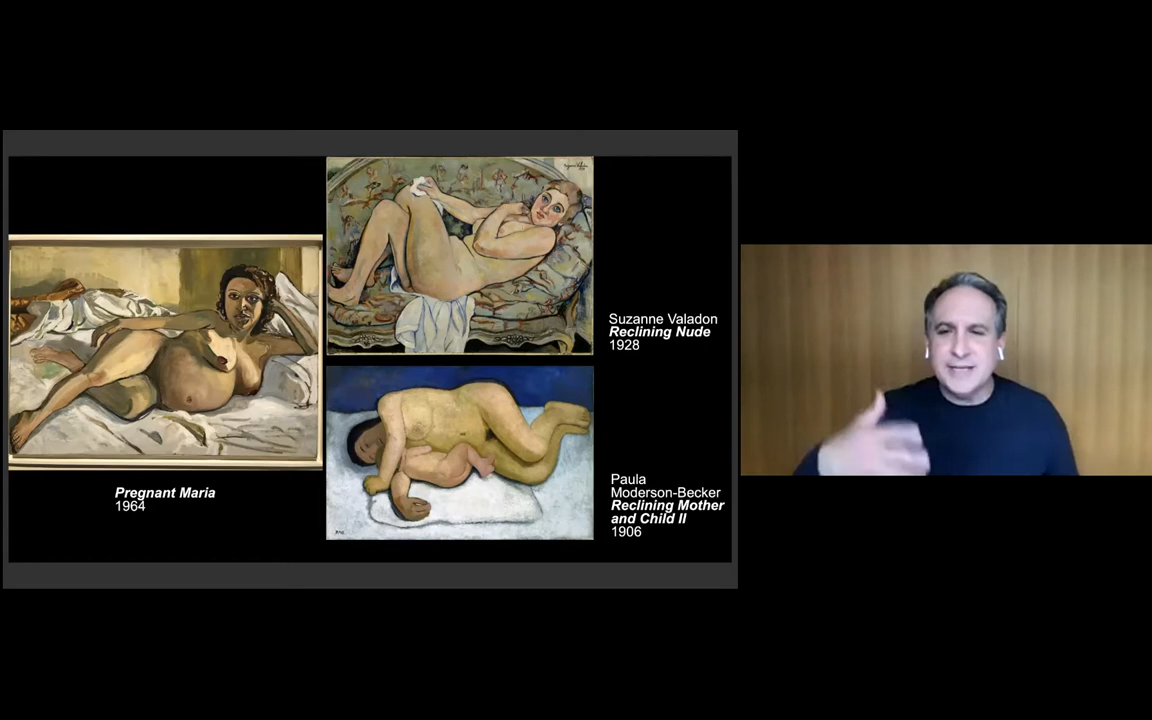 Suzanne Valadon
Reclining Nude
1928
Paula
Moderson-Becker
Reclining Mother
and Child II
1906
Pregnant Maria
1964